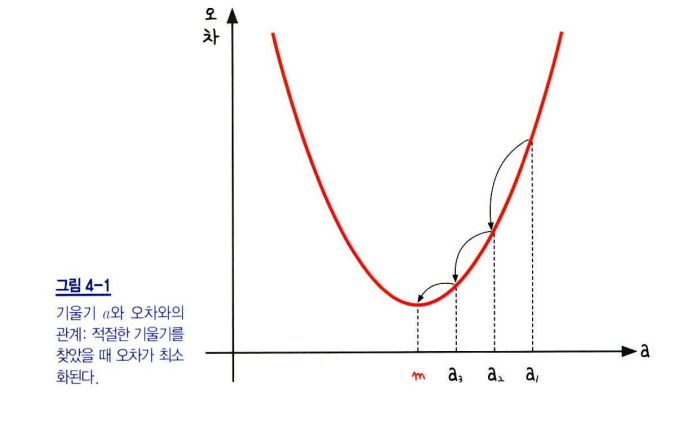 오
차
그림 4-1
기울기 a와 오차와의
관계: 적절한 기울기를
찾았을 때 오차가 최소
화된다.
a
m a₃ a₂ a₁